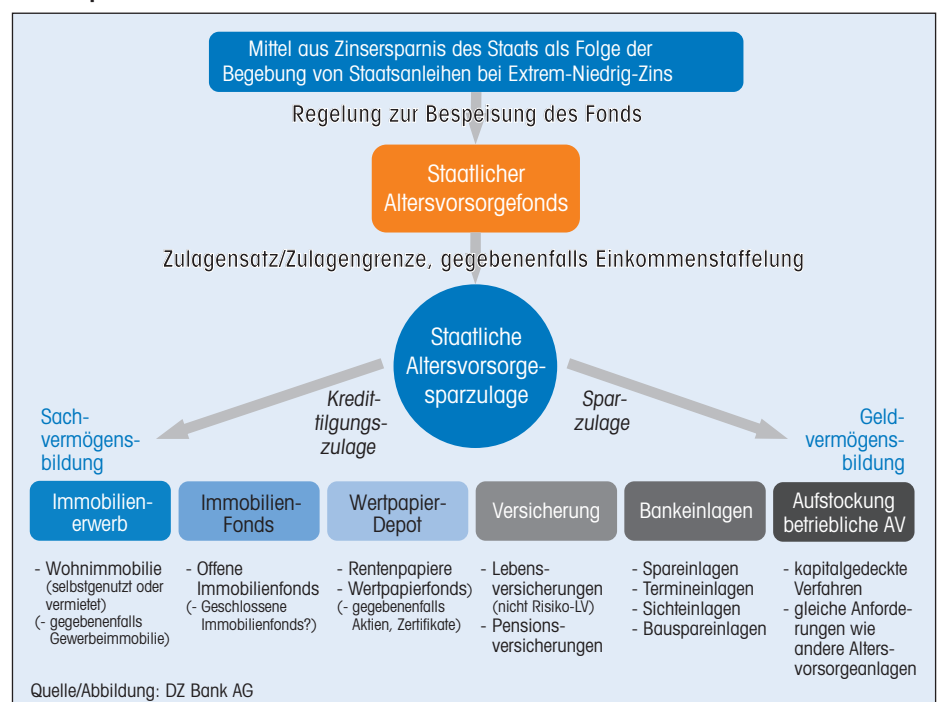 Mittel aus Zinsersparnis des Staats als Folge der
Begebung von Staatsanleihen bei Extrem-Niedrig-Zins
Regelung zur Bespeisung des Fonds
Staatlicher
Altersvorsorgefonds
Zulagensatz/Zulagengrenze, gegebenenfalls Einkommenstaffelung
Staatliche
Altersvorsorge-
sparzulage
Kredit-
tilgungs-
zulage
Spar-
zulage
Sach-
vermögens-
bildung
Geld-
vermögens-
bildung
Immobilien-
erwerb
- Wohnimmobilie
(selbstgenutzt oder
vermietet)
(- gegebenenfalls
Gewerbeimmobilie)
Immobilien-
Fonds
- Offene
Immobilienfonds
(- Geschlossene
Immobilienfonds?)
Wertpapier-
Depot
- Rentenpapiere
- Wertpapierfonds)
(- gegebenenfalls
Aktien, Zertifikate)
Versicherung
- Lebens-
versicherungen
(nicht Risiko-LV)
- Pensions-
versicherungen
Bankeinlagen
- Spareinlagen
- Termineinlagen
- Sichteinlagen
- Bauspareinlagen
Aufstockung
betriebliche AV
- kapitalgedeckte
Verfahren
- gleiche Anforde-
rungen wie
andere Alters-
vorsorgeanlagen
Quelle/Abbildung: DZ Bank AG